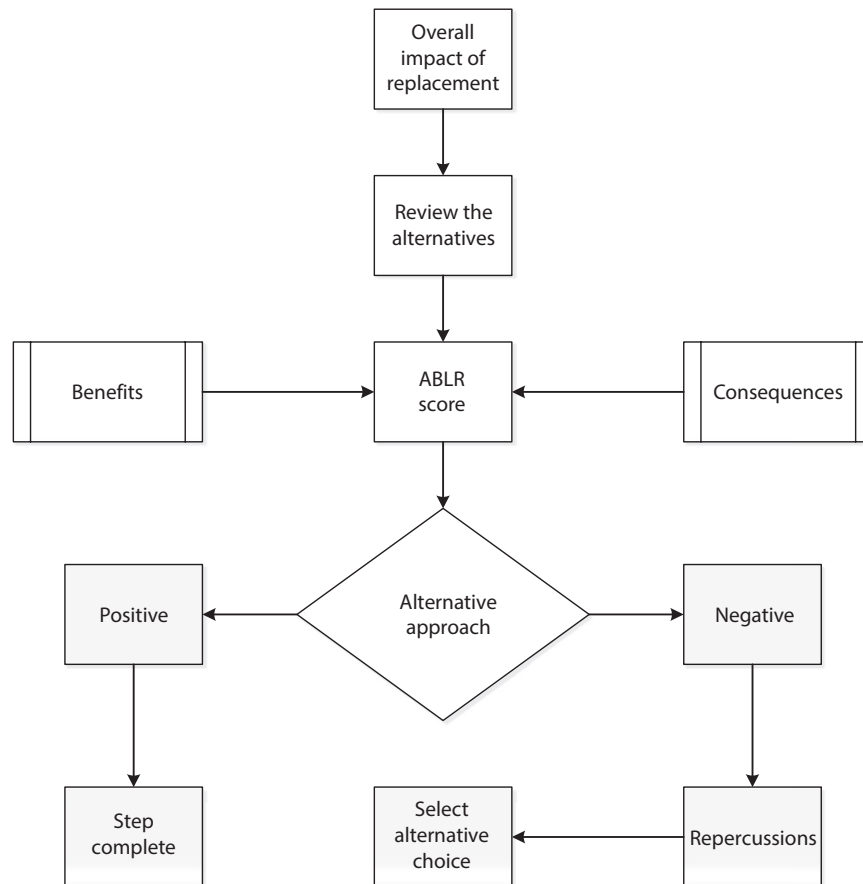 Overall
impact of
replacement
Review the
alternatives
Benefits
ABLR
score
Consequences
Positive
Alternative
approach
Negative
Step
complete
Select
alternative
choice
Repercussions